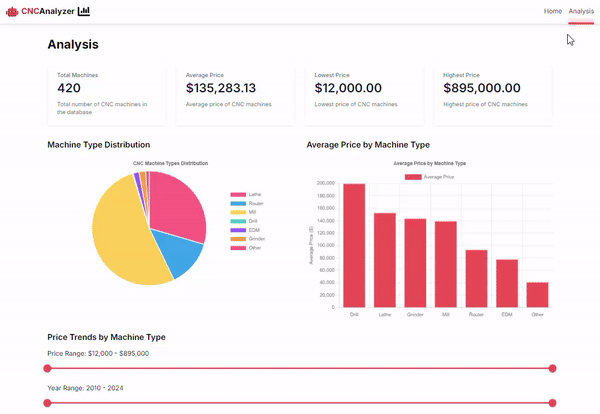 CNCAnalyzer
Home Analysis
Analysis
Total Machines
420
Total number of CNC machines in
the database
Average Price
$135,283.13
Average price of CNC machines
Lowest Price
$12,000.00
Lowest price of CNC machines
Highest Price
$895,000.00
Highest price of CNC machines
Machine Type Distribution
CNC Machine Types Distribution
Lathe
Router
Mill
Drill
EDM
Grinder
Other
Average Price by Machine Type
Average Price by Machine Type
Average Price
Average Price ($)
200,000
180,000
160,000
140,000
120,000
100,000
80,000
60,000
40,000
20,000
0
Drill Lathe Grinder Mill Router EDM Other
Price Trends by Machine Type
Price Range: $12,000 - $895,000
Year Range: 2010 - 2024